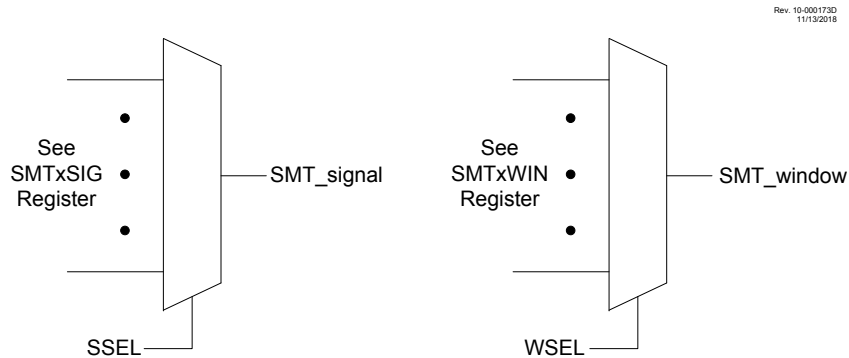 Rev. 10-000173D
11/13/2018
See
SMTxSIG
Register
SMT_signal
SSEL
See
SMTxWIN
Register
SMT_window
WSEL